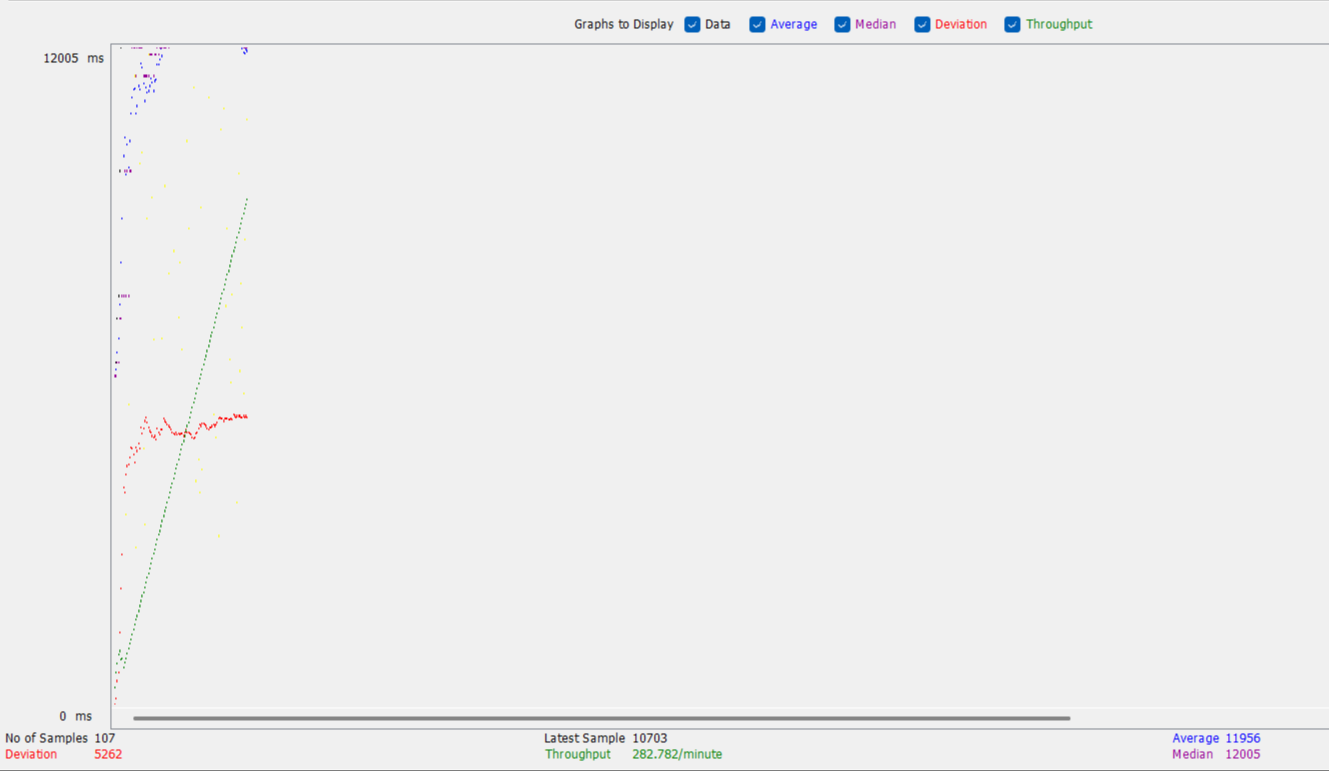 Graphs to Display Data Average Median Deviation Throughput
12005 ms
0 ms
No of Samples 107 Latest Sample 10703 Average 11956
Deviation 5262 Throughput 282.782/minute Median 12005